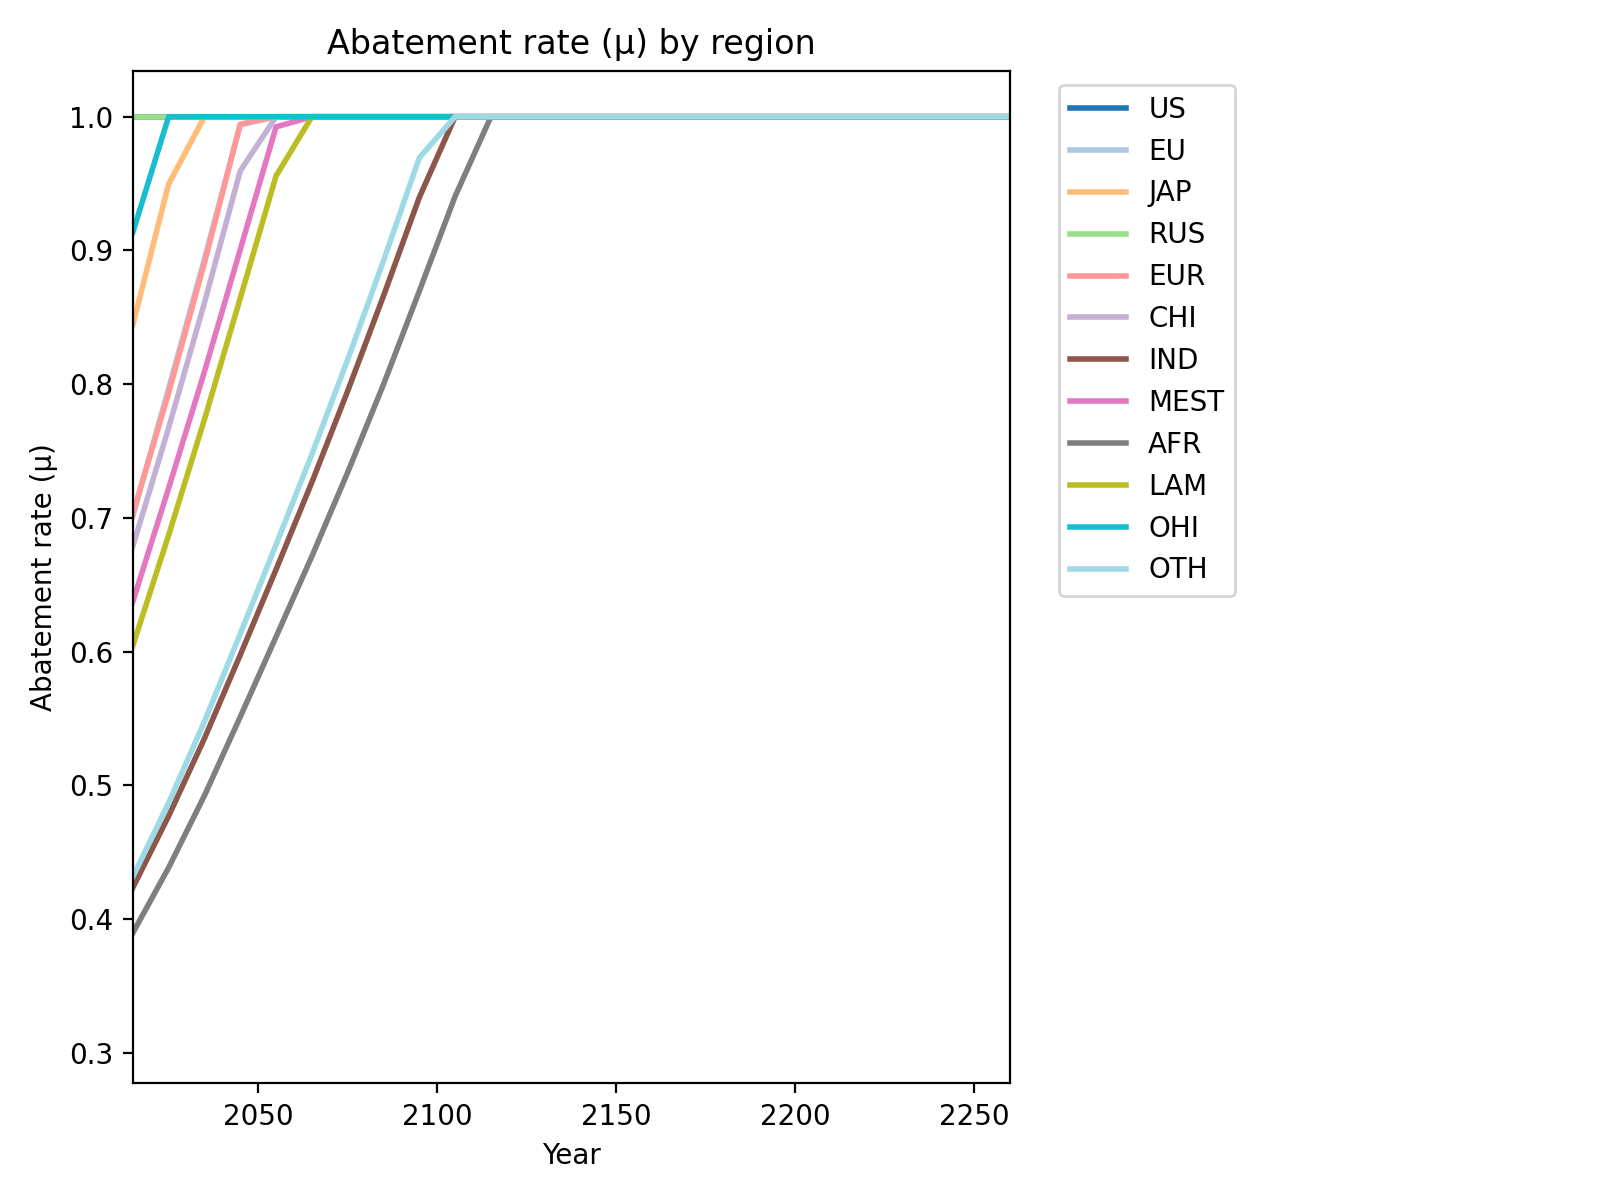 Abatement rate (µ) by region
Abatement rate (µ)
1.0
0.9
0.8
0.7
0.6
0.5
0.4
0.3
2050
2100
2150
2200
2250
Year
US
EU
JAP
RUS
EUR
CHI
IND
MEST
AFR
LAM
OHI
OTH